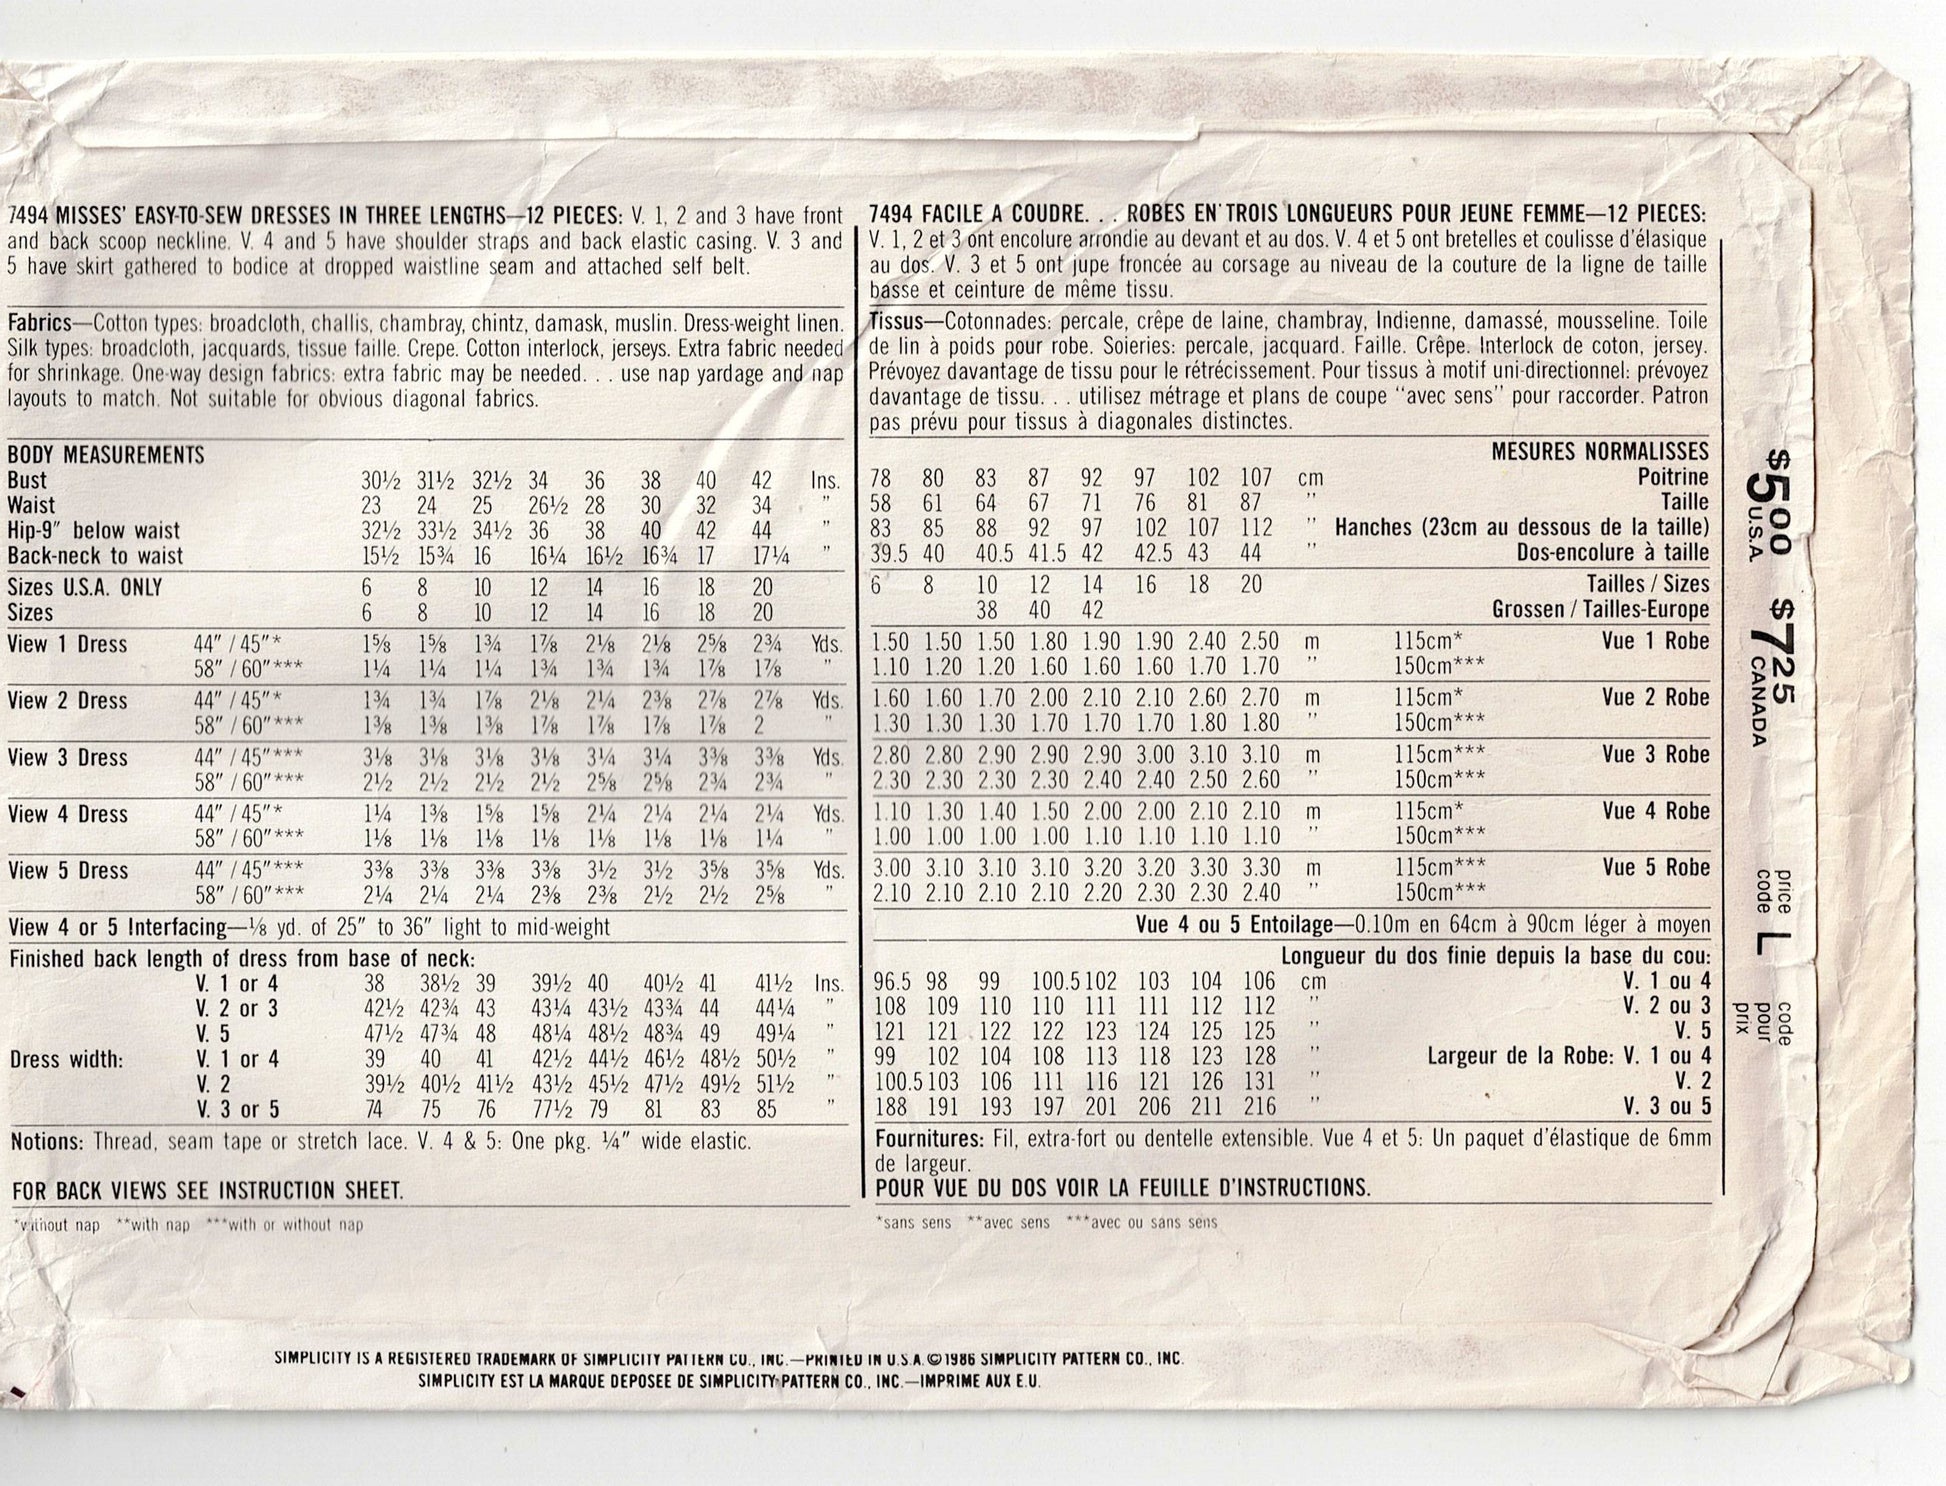 7494 MISSES' EASY-TO-SEW DRESSES IN THREE LENGTHS—12 PIECES: V. 1, 2 and 3 have front
and back scoop neckline. V. 4 and 5 have shoulder straps and back elastic casing. V. 3 and
5 have skirt gathered to bodice at dropped waistline seam and attached self belt.
Fabrics—Cotton types: broadcloth, challis, chambray, chintz, damask, muslin. Dress-weight linen.
Silk types: broadcloth, jacquards, tissue faille. Crepe. Cotton interlock, jerseys. Extra fabric needed
for shrinkage. One-way design fabrics: extra fabric may be needed. . . use nap yardage and nap
layouts to match. Not suitable for obvious diagonal fabrics.
BODY MEASUREMENTS
Bust 30½ 31½ 32½ 34 36 38 40 42 Ins.
Waist 23 24 25 26½ 28 30 32 34 "
Hip-9" below waist 32½ 33½ 34½ 36 38 40 42 44 "
Back-neck to waist 15½ 15¾ 16 16¼ 16½ 16¾ 17 17¼ "
Sizes U.S.A. ONLY 6 8 10 12 14 16 18 20
Sizes 6 8 10 12 14 16 18 20
View 1 Dress 44" / 45"* 1⅝ 1⅝ 1¾ 1⅞ 2⅛ 2⅛ 2⅝ 2¾ Yds.
58" / 60"*** 1¼ 1¼ 1¼ 1¾ 1¾ 1¾ 1⅞ 1⅞ "
View 2 Dress 44" / 45"* 1¾ 1¾ 1⅞ 2⅛ 2¼ 2⅜ 2⅞ 2⅞ Yds.
58" / 60"*** 1⅜ 1⅜ 1⅜ 1⅞ 1⅞ 1⅞ 1⅞ 2 "
View 3 Dress 44" / 45"*** 3⅛ 3⅛ 3⅛ 3⅛ 3¼ 3¼ 3⅜ 3⅜ Yds.
58" / 60"*** 2½ 2½ 2½ 2½ 2⅝ 2⅝ 2¾ 2¾ "
View 4 Dress 44" / 45"* 1¼ 1⅜ 1⅝ 1⅝ 2¼ 2¼ 2¼ 2¼ Yds.
58" / 60"*** 1⅛ 1⅛ 1⅛ 1⅛ 1⅛ 1⅛ 1⅛ 1¼ "
View 5 Dress 44" / 45"*** 3⅜ 3⅜ 3⅜ 3⅜ 3½ 3½ 3⅝ 3⅝ Yds.
58" / 60"*** 2¼ 2¼ 2¼ 2⅜ 2⅜ 2½ 2½ 2⅝ "
View 4 or 5 Interfacing—⅛ yd. of 25" to 36" light to mid-weight
Finished back length of dress from base of neck:
V. 1 or 4 38 38½ 39 39½ 40 40½ 41 41½ Ins.
V. 2 or 3 42½ 42¾ 43 43¼ 43½ 43¾ 44 44¼ "
V. 5 47½ 47¾ 48 48¼ 48½ 48¾ 49 49¼ "
Dress width: V. 1 or 4 39 40 41 42½ 44½ 46½ 48½ 50½ "
V. 2 39½ 40½ 41½ 43½ 45½ 47½ 49½ 51½ "
V. 3 or 5 74 75 76 77½ 79 81 83 85 "
Notions: Thread, seam tape or stretch lace. V. 4 & 5: One pkg. ¼" wide elastic.
FOR BACK VIEWS SEE INSTRUCTION SHEET.
*without nap **with nap ***with or without nap
7494 FACILE A COUDRE. . . ROBES EN TROIS LONGUEURS POUR JEUNE FEMME—12 PIECES:
V. 1, 2 et 3 ont encolure arrondie au devant et au dos. V. 4 et 5 ont bretelles et coulisse d'élasique
au dos. V. 3 et 5 ont jupe froncée au corsage au niveau de la couture de la ligne de taille
basse et ceinture de même tissu.
Tissus—Cotonnades: percale, crêpe de laine, chambray, Indienne, damassé, mousseline. Toile
de lin à poids pour robe. Soieries: percale, jacquard. Faille. Crêpe. Interlock de coton, jersey.
Prévoyez davantage de tissu pour le rétrécissement. Pour tissus à motif uni-directionnel: prévoyez
davantage de tissu. . . utilisez métrage et plans de coupe "avec sens" pour raccorder. Patron
pas prévu pour tissus à diagonales distinctes.
MESURES NORMALISSES
78 80 83 87 92 97 102 107 cm Poitrine
58 61 64 67 71 76 81 87 " Taille
83 85 88 92 97 102 107 112 " Hanches (23cm au dessous de la taille)
39.5 40 40.5 41.5 42 42.5 43 44 " Dos-encolure à taille
6 8 10 12 14 16 18 20 Tailles / Sizes
38 40 42 Grossen / Tailles-Europe
1.50 1.50 1.50 1.80 1.90 1.90 2.40 2.50 m 115cm* Vue 1 Robe
1.10 1.20 1.20 1.60 1.60 1.60 1.70 1.70 " 150cm***
1.60 1.60 1.70 2.00 2.10 2.10 2.60 2.70 m 115cm* Vue 2 Robe
1.30 1.30 1.30 1.70 1.70 1.70 1.80 1.80 " 150cm***
2.80 2.80 2.90 2.90 2.90 3.00 3.10 3.10 m 115cm*** Vue 3 Robe
2.30 2.30 2.30 2.30 2.40 2.40 2.50 2.60 " 150cm***
1.10 1.30 1.40 1.50 2.00 2.00 2.10 2.10 m 115cm* Vue 4 Robe
1.00 1.00 1.00 1.00 1.10 1.10 1.10 1.10 " 150cm***
3.00 3.10 3.10 3.10 3.20 3.20 3.30 3.30 m 115cm*** Vue 5 Robe
2.10 2.10 2.10 2.10 2.20 2.30 2.30 2.40 " 150cm***
Vue 4 ou 5 Entoilage—0.10m en 64cm à 90cm léger à moyen
Longueur du dos finie depuis la base du cou:
96.5 98 99 100.5 102 103 104 106 cm V. 1 ou 4
108 109 110 110 111 111 112 112 " V. 2 ou 3
121 121 122 122 123 124 125 125 " V. 5
99 102 104 108 113 118 123 128 " Largeur de la Robe: V. 1 ou 4
100.5 103 106 111 116 121 126 131 " V. 2
188 191 193 197 201 206 211 216 " V. 3 ou 5
Fournitures: Fil, extra-fort ou dentelle extensible. Vue 4 et 5: Un paquet d'élastique de 6mm
de largeur.
POUR VUE DU DOS VOIR LA FEUILLE D'INSTRUCTIONS.
*sans sens **avec sens ***avec ou sans sens
$5.00 U.S.A. $7.25 CANADA
price code L code pour prix
SIMPLICITY IS A REGISTERED TRADEMARK OF SIMPLICITY PATTERN CO., INC.—PRINTED IN U.S.A. ©1986 SIMPLICITY PATTERN CO., INC.
SIMPLICITY EST LA MARQUE DEPOSEE DE SIMPLICITY PATTERN CO., INC.—IMPRIME AUX E.U.